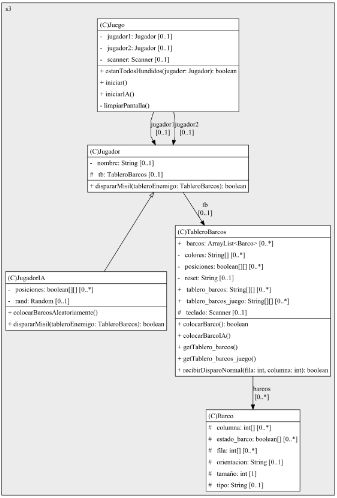 x3
(C)Juego
- jugador1: Jugador [0..1]
- jugador2: Jugador [0..1]
- scanner: Scanner [0..1]
+ estanTodosHundidos(jugador: Jugador): boolean
+ iniciar()
+ iniciarIA()
- limpiarPantalla()
jugador1 jugador2
[0..1] [0..1]
(C)Jugador
- nombre: String [0..1]
# tb: TableroBarcos [0..1]
+ dispararMisil(tableroEnemigo: TableroBarcos): boolean
tb
[0..1]
(C)JugadorIA
- posiciones: boolean[][] [0..*]
- rand: Random [0..1]
+ colocarBarcosAleatoriamente()
+ dispararMisil(tableroEnemigo: TableroBarcos): boolean
(C)TableroBarcos
+ barcos: ArrayList<Barco> [0..*]
- colores: String[] [0..*]
- posiciones: boolean[][] [0..*]
- reset: String [0..1]
+ tablero_barcos: String[][] [0..*]
+ tablero_barcos_juego: String[][] [0..*]
# teclado: Scanner [0..1]
+ colocarBarco(): boolean
+ colocarBarcoIA()
+ getTablero_barcos()
+ getTablero_barcos_juego()
+ recibirDisparoNormal(fila: int, columna: int): boolean
barcos
[0..*]
(C)Barco
# columna: int[] [0..*]
# estado_barco: boolean[] [0..*]
# fila: int[] [0..*]
# orientacion: String [0..1]
# tamaño: int [1]
# tipo: String [0..1]